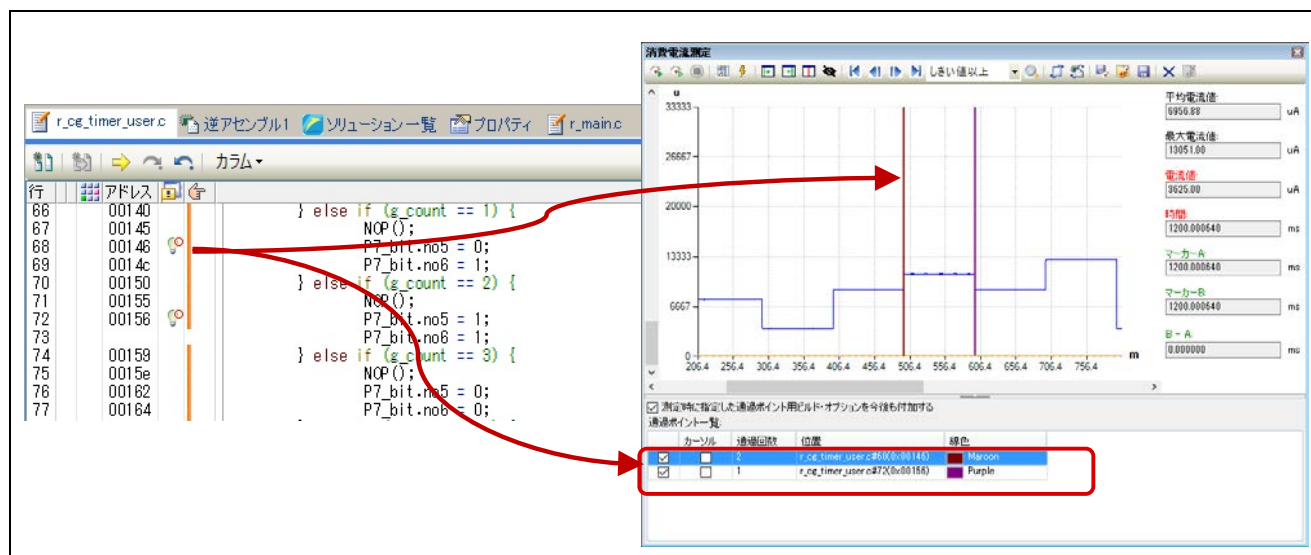 r_cg_timer_user.c 逆アセンブル1 ソリューション一覧 プロパティ r_main.c
カラム
行 アドレス
66 00140 } else if (g_count == 1) {
67 00145 NOP();
68 00146 P7_bit.no5 = 0;
69 0014c P7_bit.no6 = 1;
70 00150 } else if (g_count == 2) {
71 00155 NOP();
72 00156 P7_bit.no5 = 1;
73 P7_bit.no6 = 1;
74 00159 } else if (g_count == 3) {
75 0015e NOP();
76 00162 P7_bit.no5 = 0;
77 00164 P7_bit.no6 = 0;
消費電流測定
しきい値以上
u
33333
26667
20000
13333
6667
0
206.4 256.4 306.4 356.4 406.4 456.4 506.4 556.4 606.4 656.4 706.4 756.4
m
平均電流値:
6956.88 uA
最大電流値:
13051.00 uA
電流値:
3625.00 uA
時間:
1200.000640 ms
マーカーA:
1200.000640 ms
マーカーB:
1200.000640 ms
B - A:
0.000000 ms
測定時に指定した通過ポイント用ビルド・オプションを今後も付加する
通過ポイント一覧:
カーソル 通過回数 位置 線色
2 r_cg_timer_user.c#68(0x00146) Maroon
1 r_cg_timer_user.c#72(0x00156) Purple